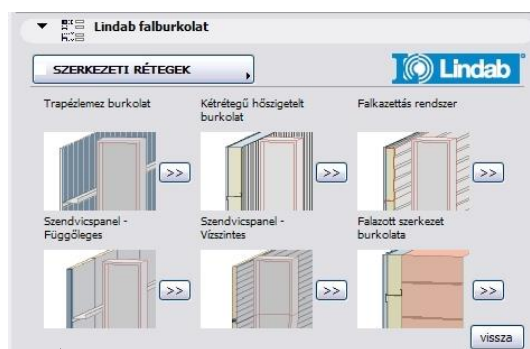 Lindab falburkolat
SZERKEZETI RÉTEGEK
Lindab
Trapézlemez burkolat
Kétrétegű hőszigetelt
burkolat
Falkazettás rendszer
>>
>>
>>
Szendvicspanel -
Függőleges
Szendvicspanel -
Vízszintes
Falazott szerkezet
burkolata
>>
>>
>>
vissza